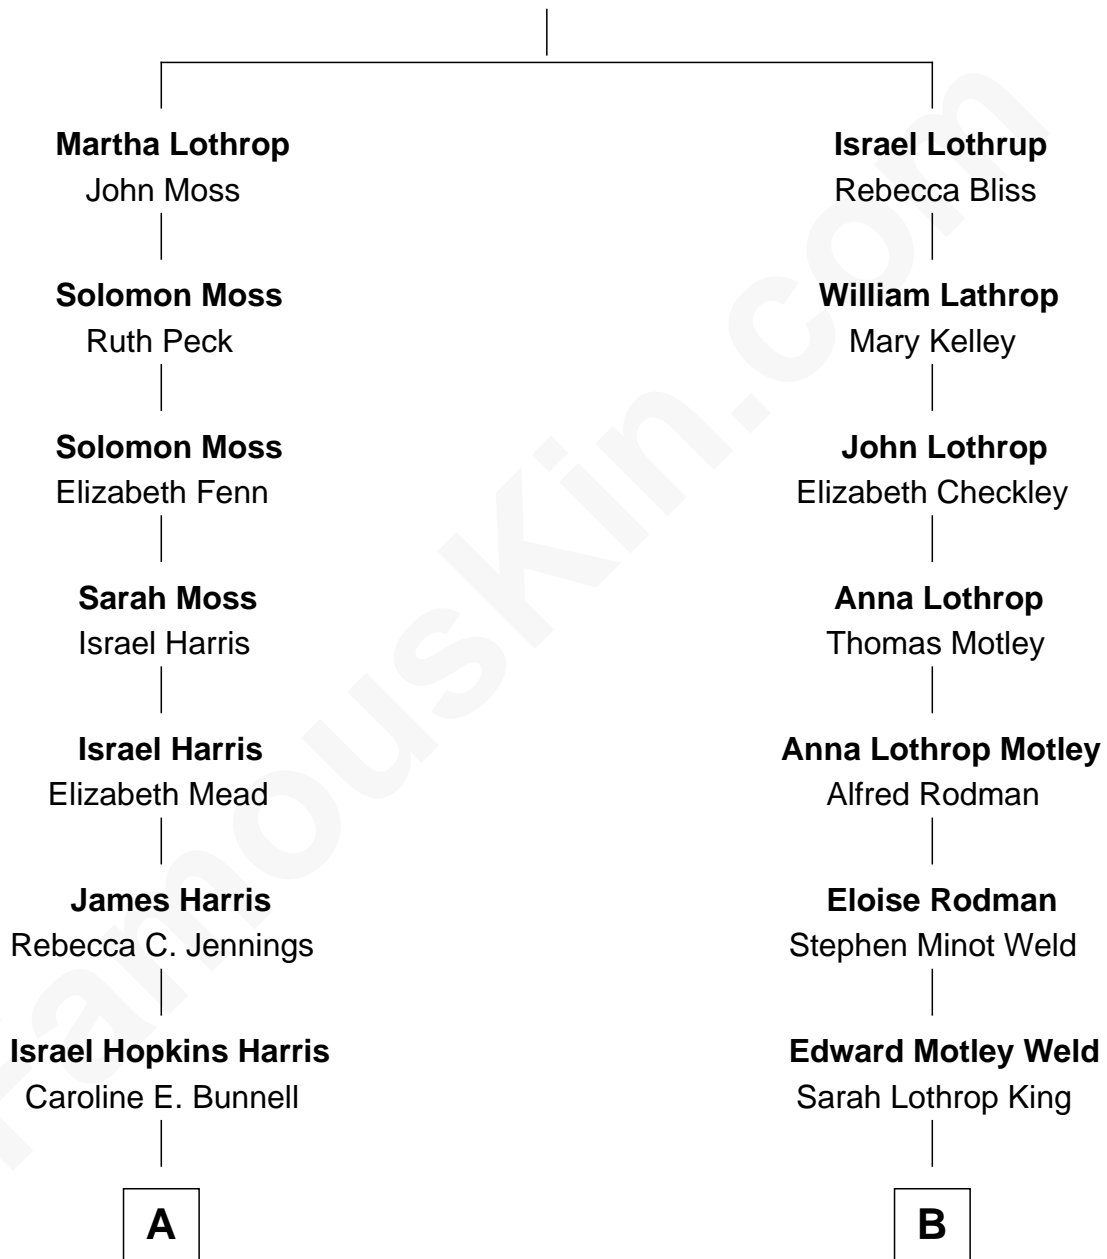 Martha Lothrop
John Moss
Israel Lothrup
Rebecca Bliss
Solomon Moss
Ruth Peck
William Lathrop
Mary Kelley
Solomon Moss
Elizabeth Fenn
John Lothrop
Elizabeth Checkley
Sarah Moss
Israel Harris
Anna Lothrop
Thomas Motley
Israel Harris
Elizabeth Mead
Anna Lothrop Motley
Alfred Rodman
James Harris
Rebecca C. Jennings
Eloise Rodman
Stephen Minot Weld
Israel Hopkins Harris
Caroline E. Bunnell
Edward Motley Weld
Sarah Lothrop King
A
B
FamousKin.com